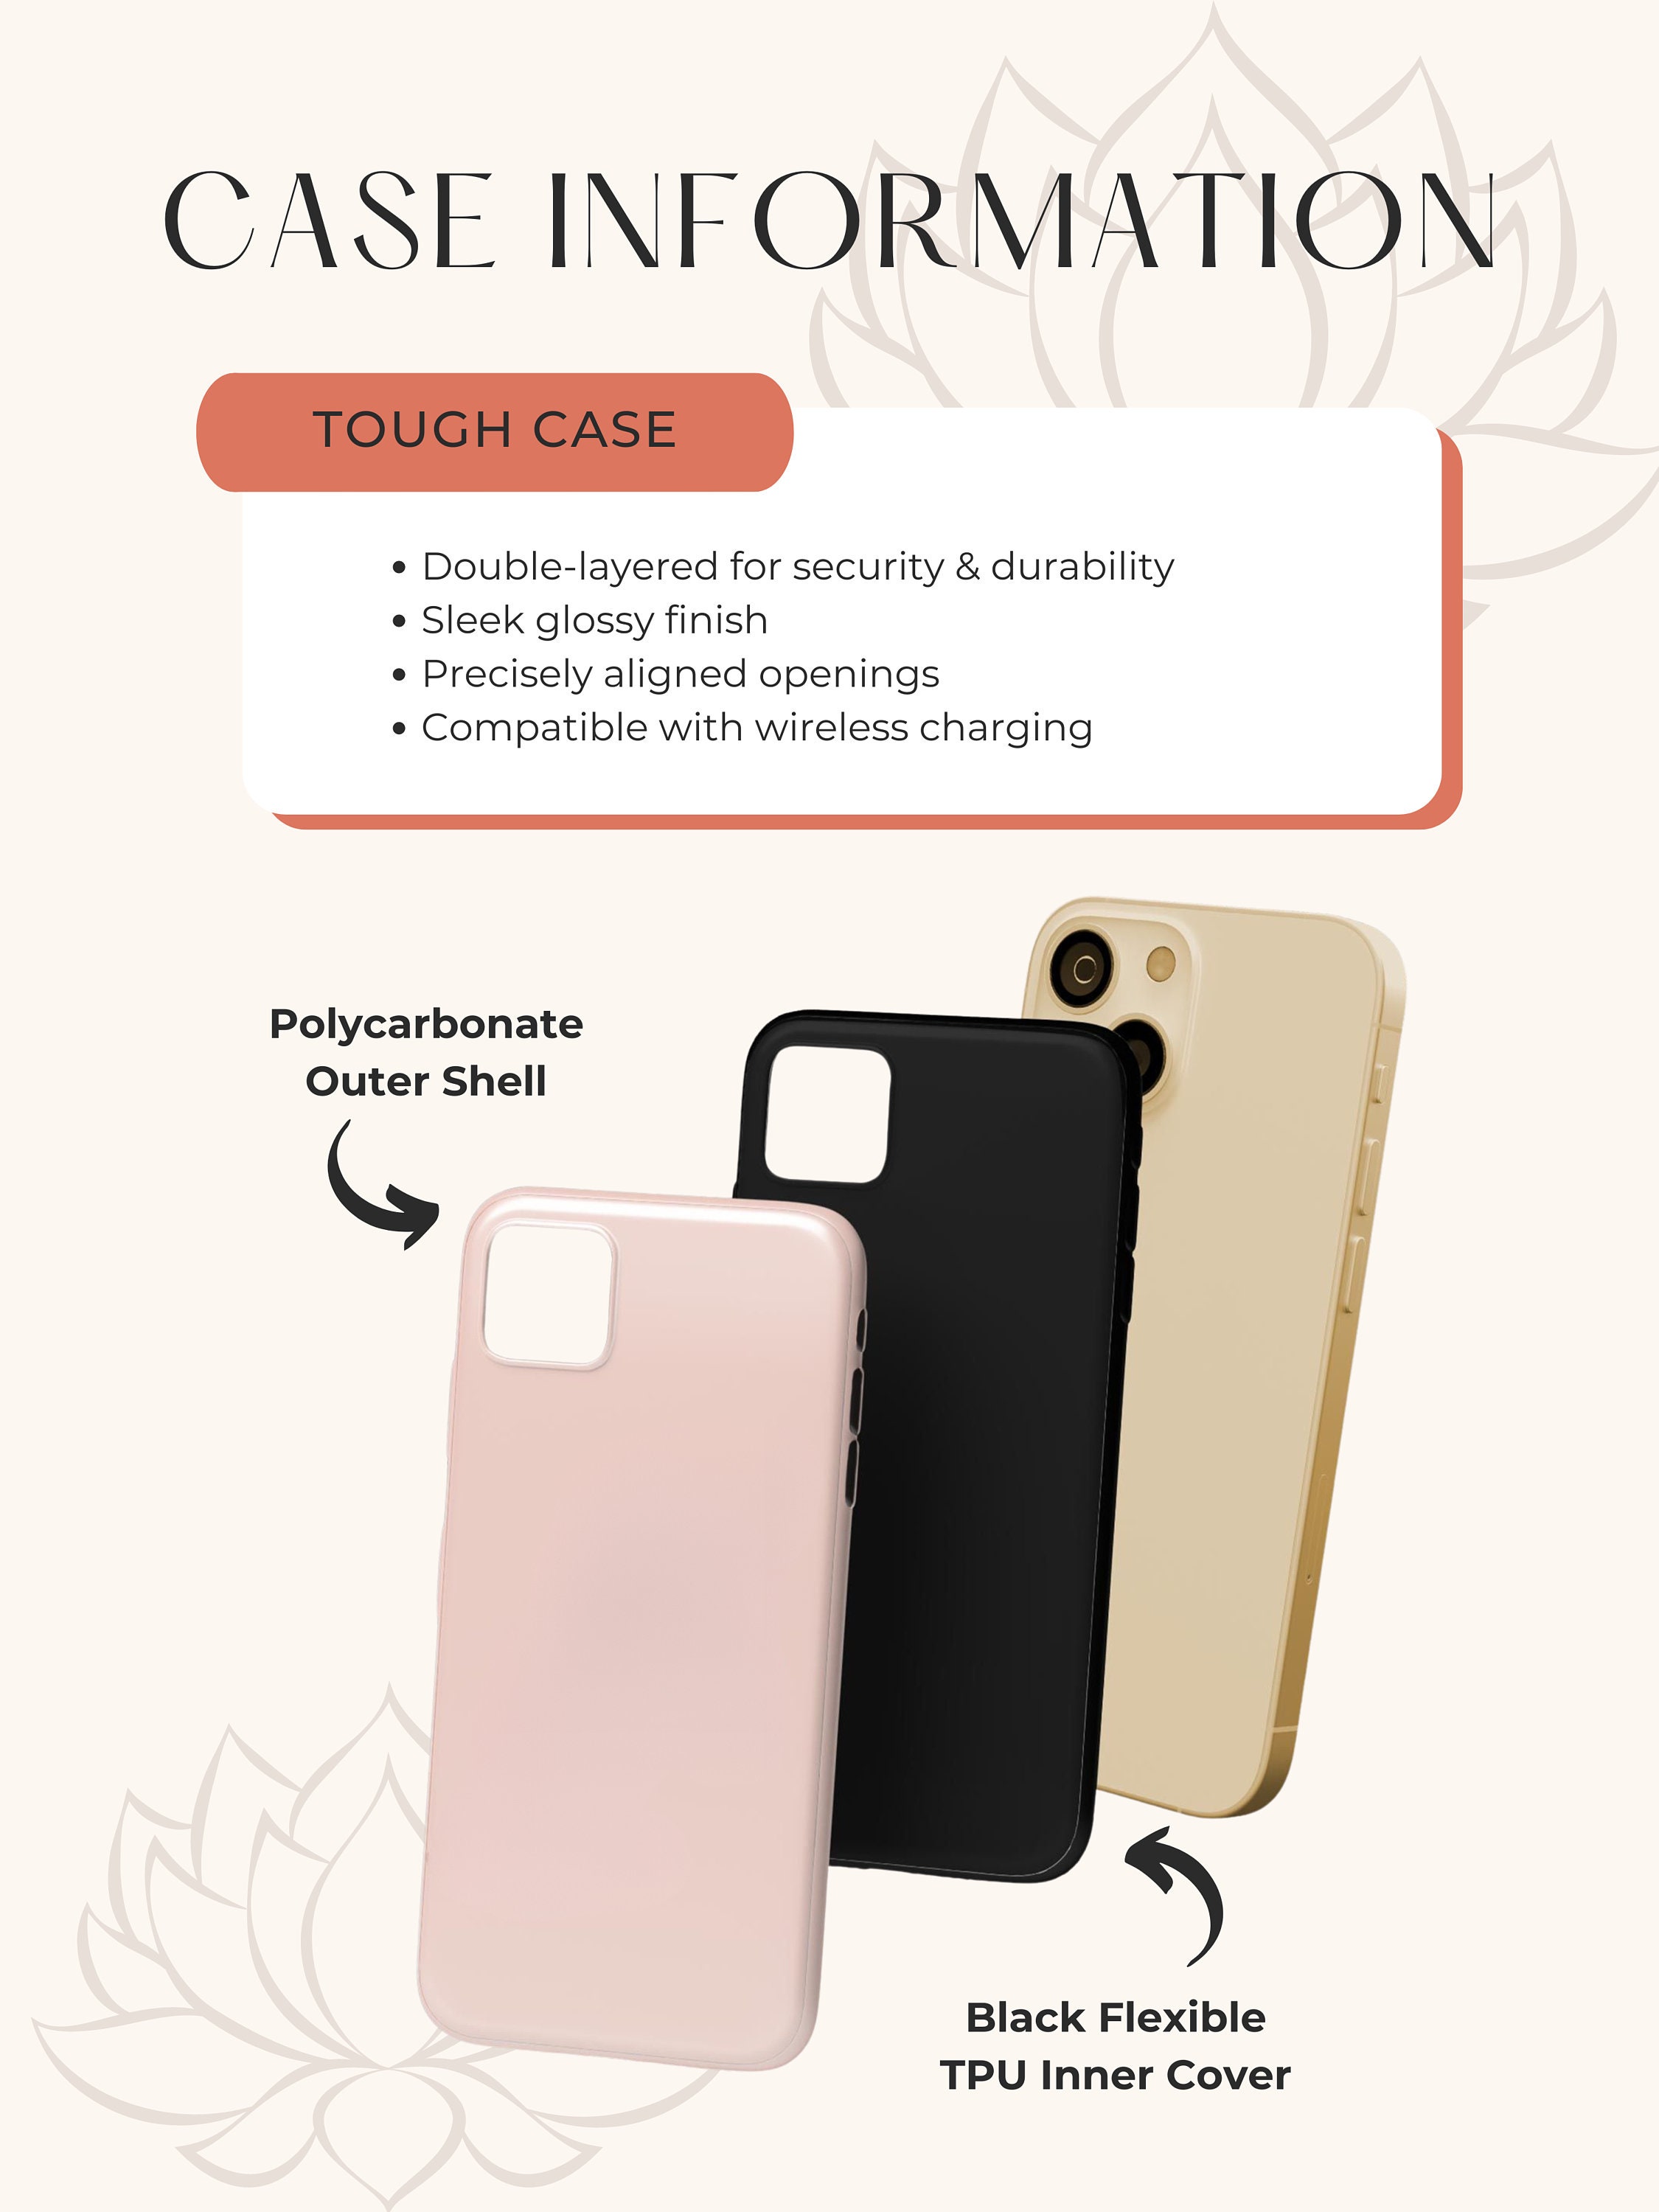 CASE INFORMATION
TOUGH CASE
• Double-layered for security & durability
• Sleek glossy finish
• Precisely aligned openings
• Compatible with wireless charging
Polycarbonate
Outer Shell
Black Flexible
TPU Inner Cover